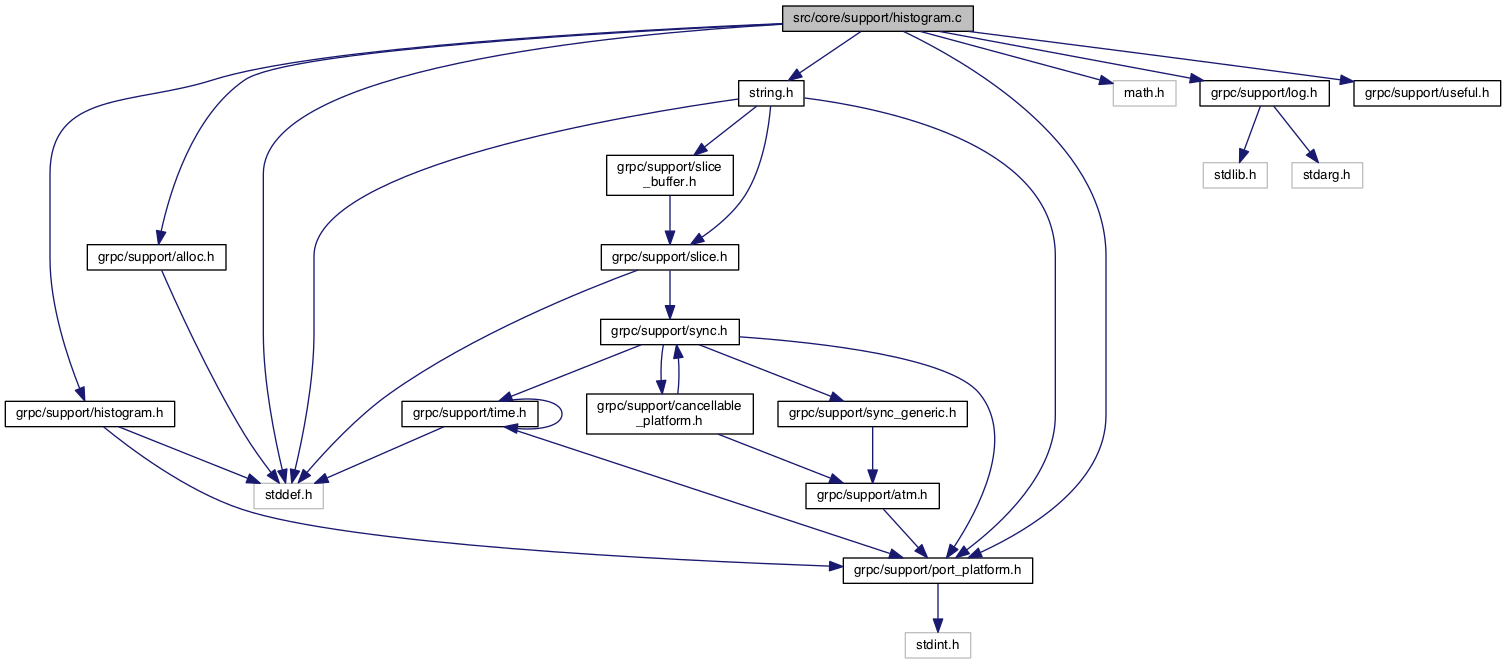 src/core/support/histogram.c
string.h
math.h
grpc/support/log.h
grpc/support/useful.h
grpc/support/slice
_buffer.h
stdlib.h
stdarg.h
grpc/support/alloc.h
grpc/support/slice.h
grpc/support/sync.h
grpc/support/histogram.h
grpc/support/time.h
grpc/support/cancellable
_platform.h
grpc/support/sync_generic.h
stddef.h
grpc/support/atm.h
grpc/support/port_platform.h
stdint.h